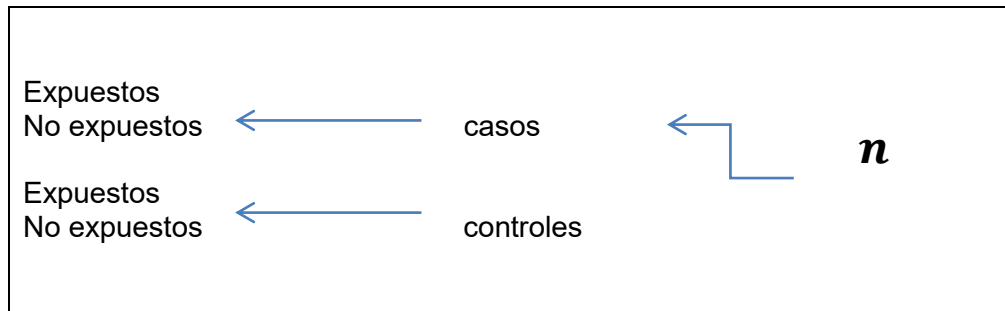 Expuestos
No expuestos
casos
n
Expuestos
No expuestos
controles